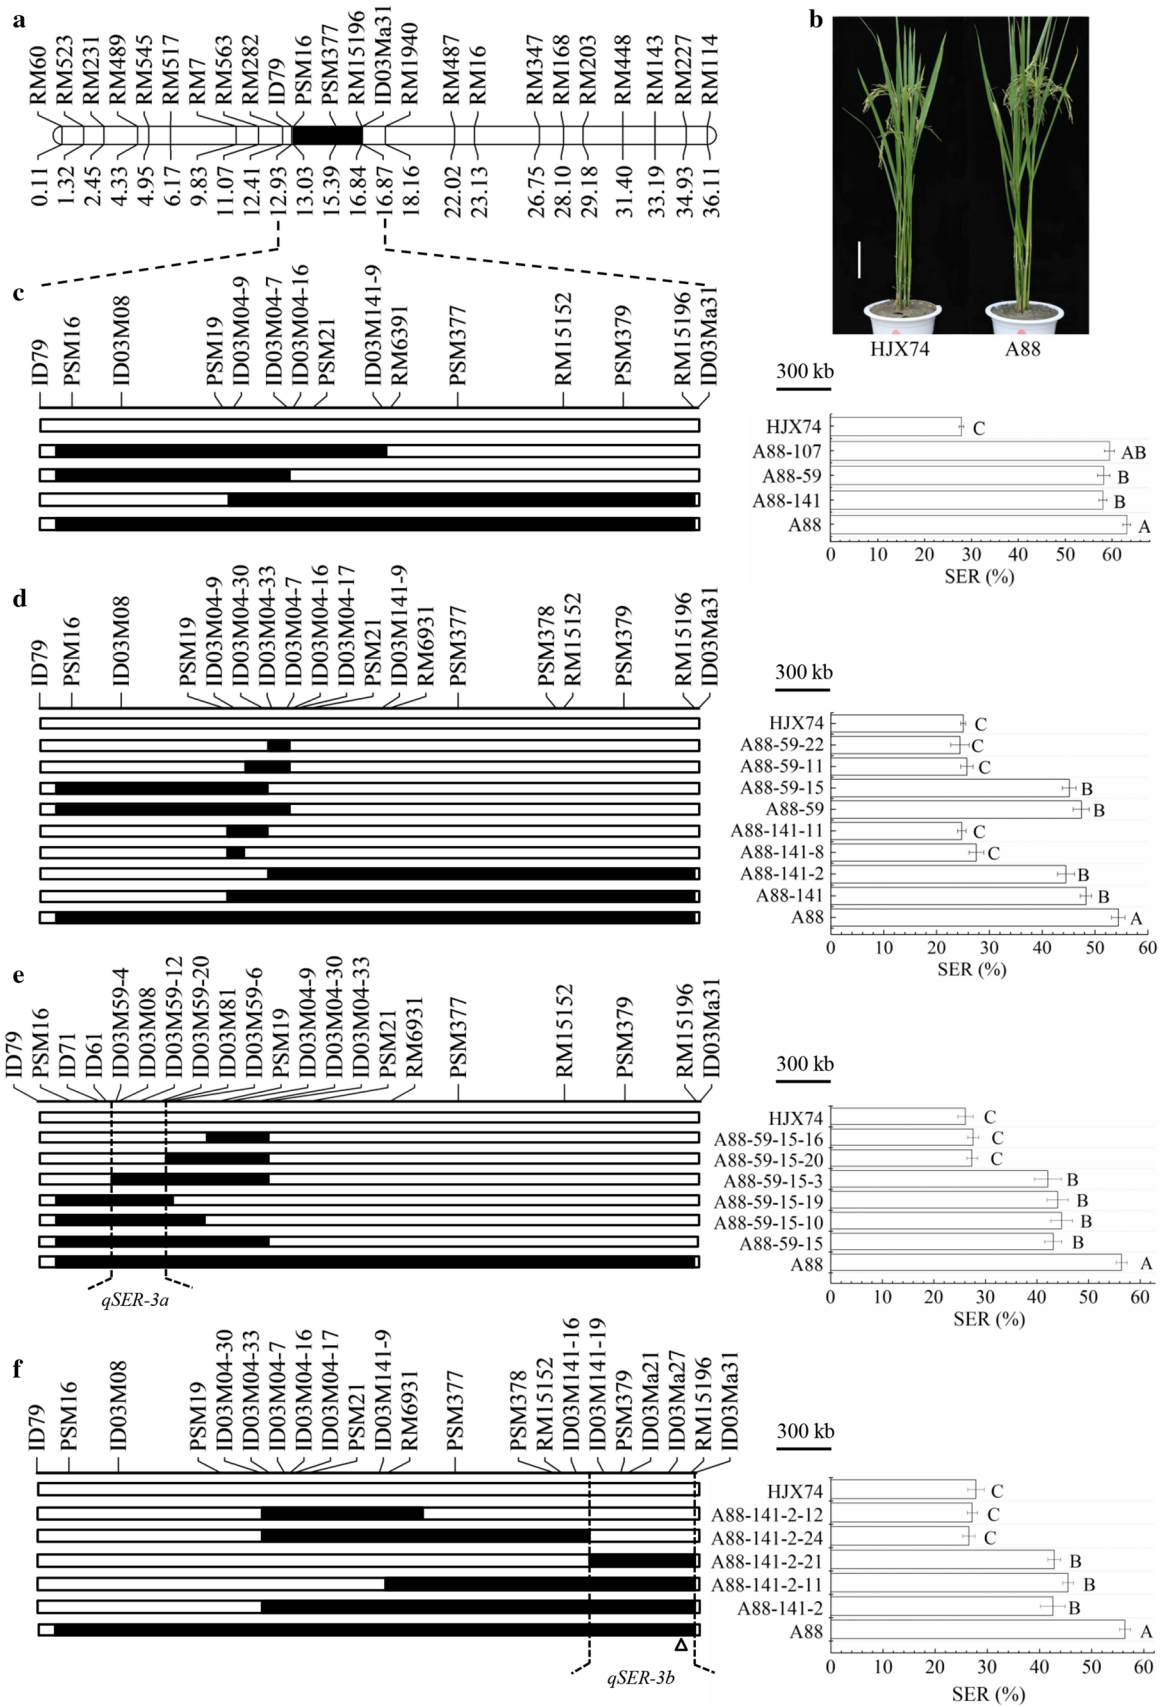 a
RM60 RM523 RM231 RM489 RM545 RM517 RM7 RM563 RM282 ID79 PSM16 PSM377 RM15196 ID03Ma31 RM1940 RM487 RM16 RM347 RM168 RM203 RM448 RM143 RM227 RM114
0.11 1.32 2.45 4.33 4.95 6.17 9.83 11.07 12.41 12.93 13.03 15.39 16.84 16.87 18.16 22.02 23.13 26.75 28.10 29.18 31.40 33.19 34.93 36.11
b
HJX74 A88
c
ID79 PSM16 ID03M08 PSM19 ID03M04-9 ID03M04-7 ID03M04-16 PSM21 ID03M141-9 RM6391 PSM377 RM15152 PSM379 RM15196 ID03Ma31
300 kb
HJX74 C
A88-107 AB
A88-59 B
A88-141 B
A88 A
0 10 20 30 40 50 60
SER (%)
d
ID79 PSM16 ID03M08 PSM19 ID03M04-9 ID03M04-30 ID03M04-33 ID03M04-7 ID03M04-16 ID03M04-17 PSM21 ID03M141-9 RM6931 PSM377 PSM378 RM15152 PSM379 RM15196 ID03Ma31
300 kb
HJX74 C
A88-59-22 C
A88-59-11 C
A88-59-15 B
A88-59 B
A88-141-11 C
A88-141-8 C
A88-141-2 B
A88-141 B
A88 A
0 10 20 30 40 50 60
SER (%)
e
ID79 PSM16 ID71 ID61 ID03M59-4 ID03M08 ID03M59-12 ID03M59-20 ID03M81 ID03M59-6 PSM19 ID03M04-9 ID03M04-30 ID03M04-33 PSM21 RM6931 PSM377 RM15152 PSM379 RM15196 ID03Ma31
300 kb
HJX74 C
A88-59-15-16 C
A88-59-15-20 C
A88-59-15-3 B
A88-59-15-19 B
A88-59-15-10 B
A88-59-15 B
A88 A
0 10 20 30 40 50 60
SER (%)
qSER-3a
f
ID79 PSM16 ID03M08 PSM19 ID03M04-30 ID03M04-33 ID03M04-7 ID03M04-16 ID03M04-17 PSM21 ID03M141-9 RM6931 PSM377 PSM378 RM15152 ID03M141-16 ID03M141-19 PSM379 ID03Ma21 ID03Ma27 RM15196 ID03Ma31
300 kb
HJX74 C
A88-141-2-12 C
A88-141-2-24 C
A88-141-2-21 B
A88-141-2-11 B
A88-141-2 B
A88 A
0 10 20 30 40 50 60
SER (%)
qSER-3b